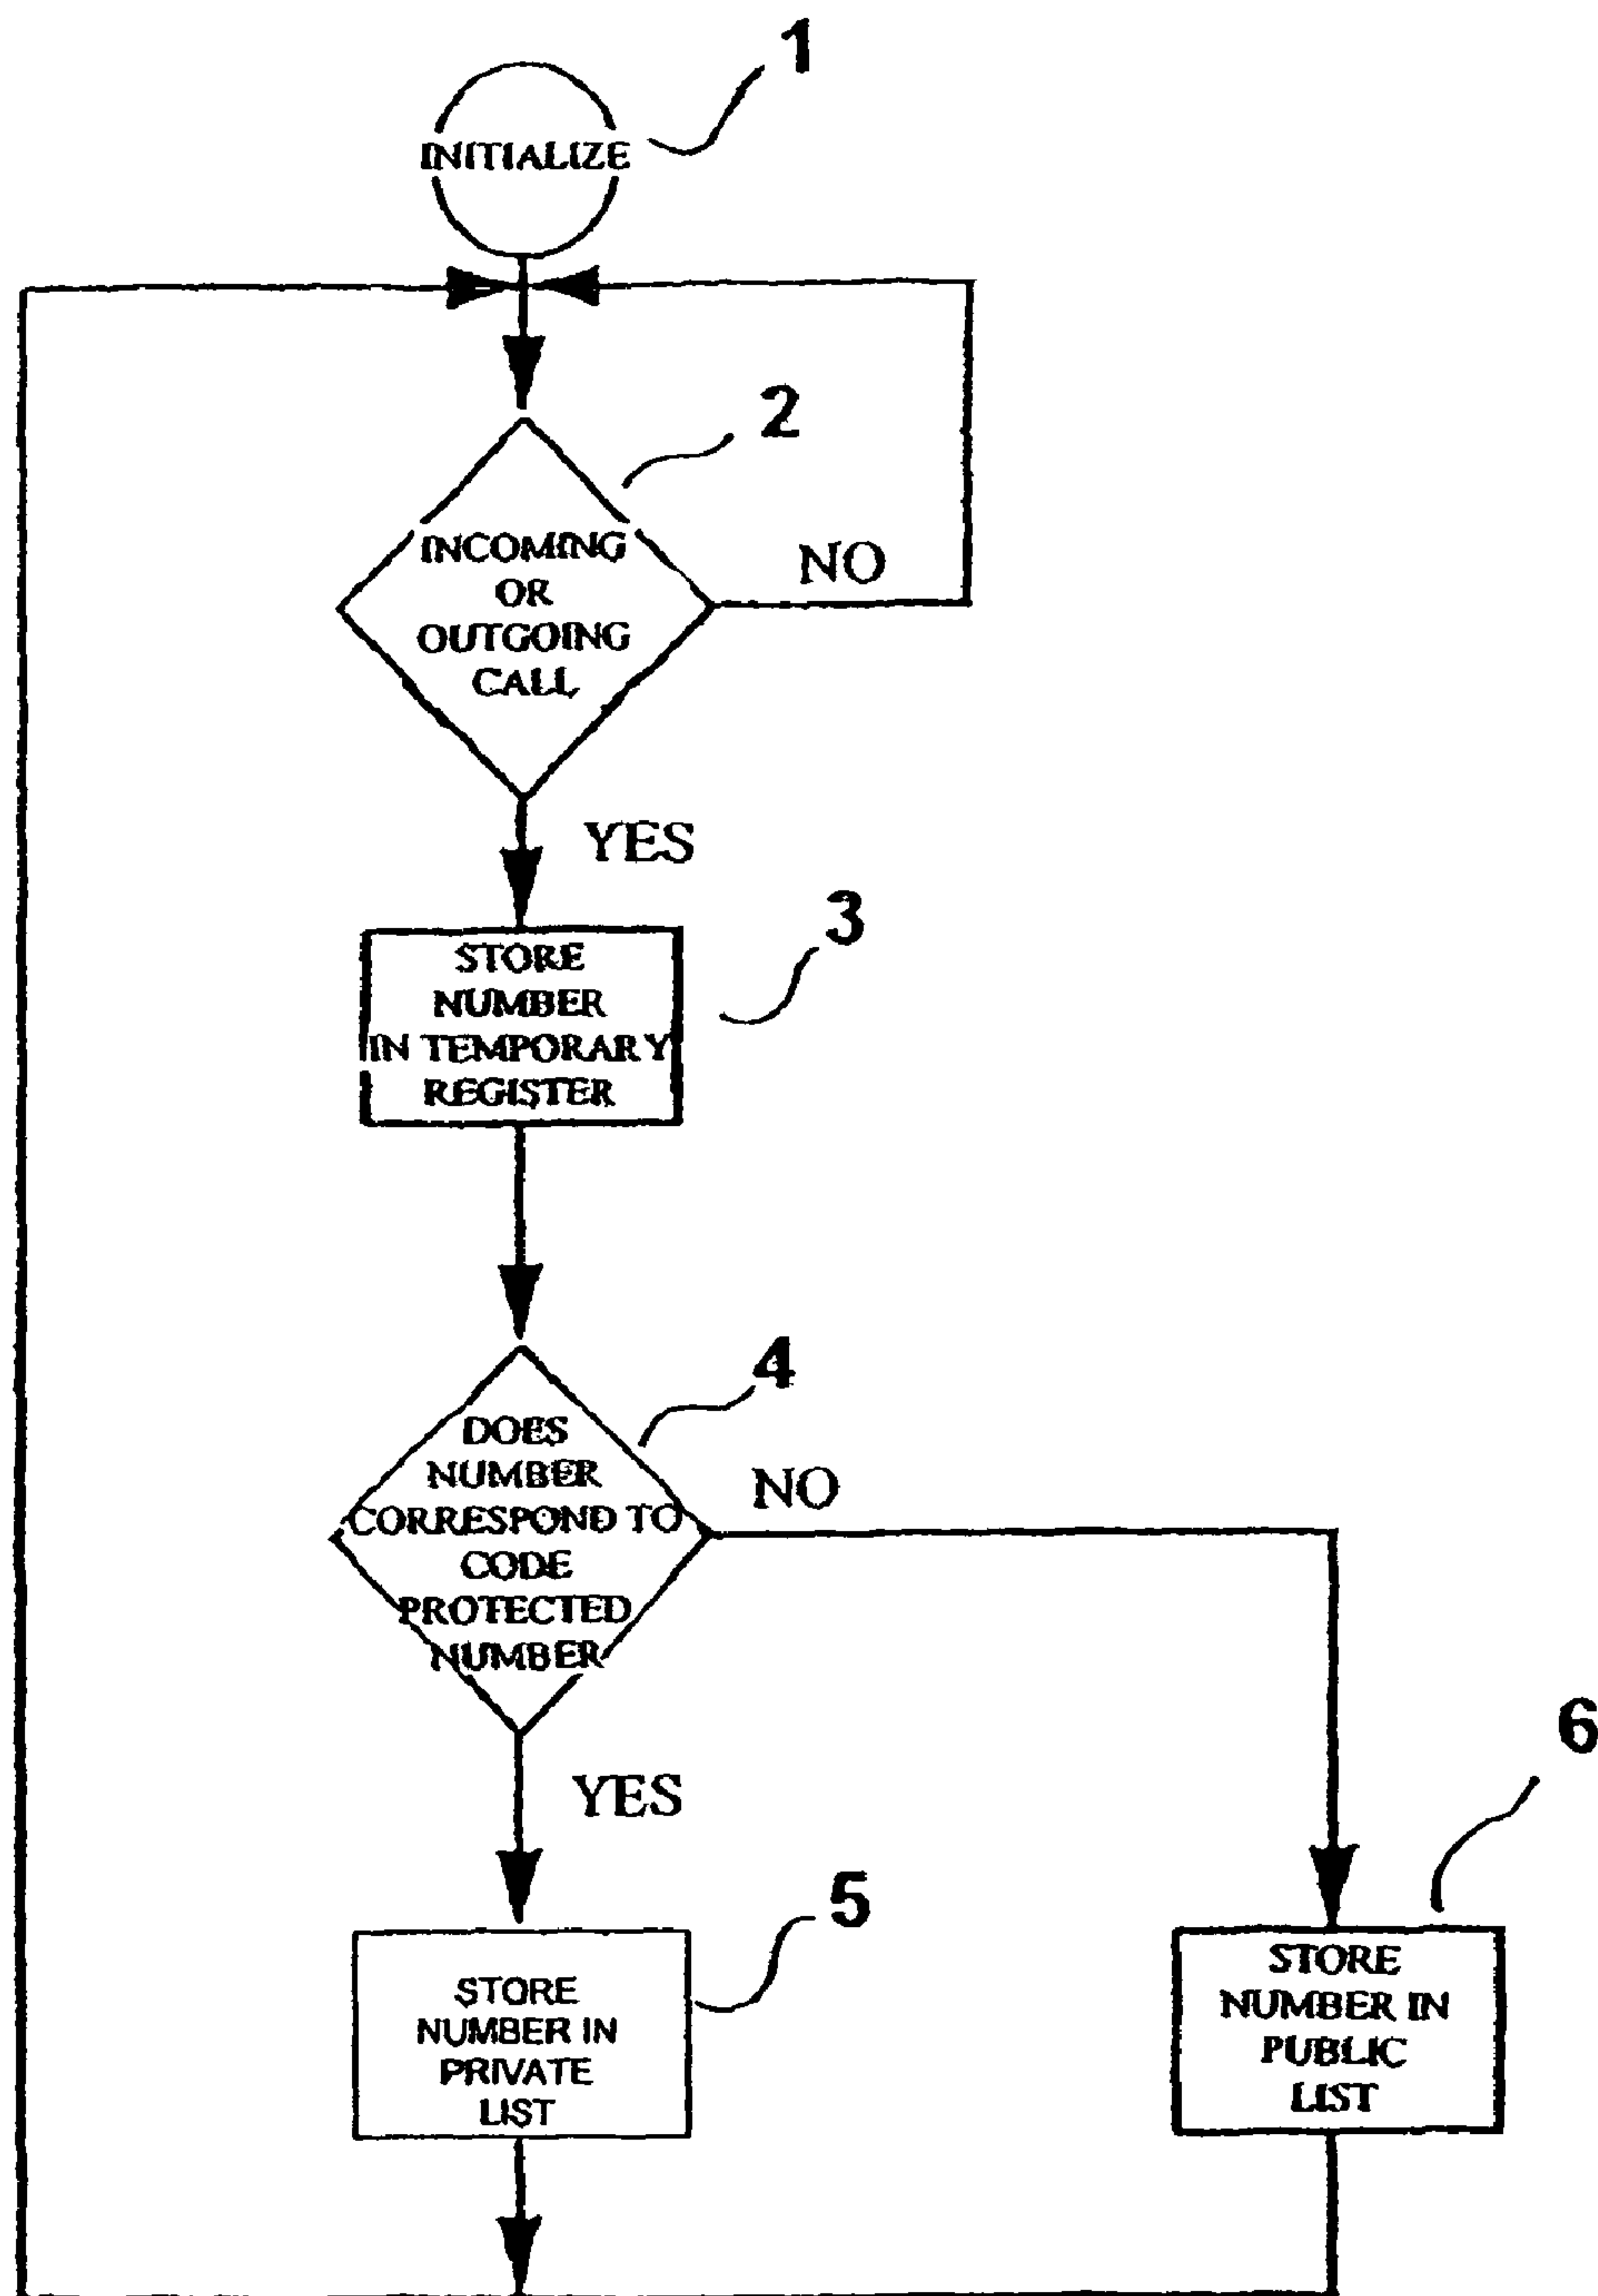 1
INITIALIZE
2
INCOMING
OR
OUTGOING
CALL
NO
YES
3
STORE
NUMBER
IN TEMPORARY
REGISTER
4
DOES
NUMBER
CORRESPOND TO
CODE
PROTECTED
NUMBER
NO
YES
5
STORE
NUMBER IN
PRIVATE
LIST
6
STORE
NUMBER IN
PUBLIC
LIST